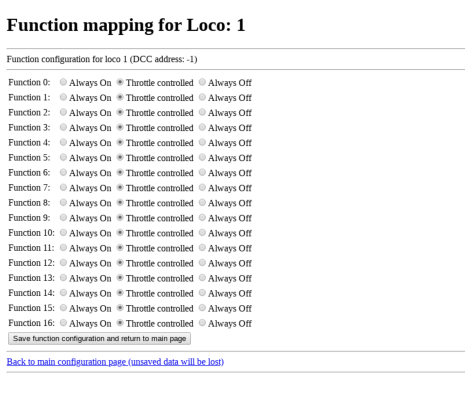 Function mapping for Loco: 1
Function configuration for loco 1 (DCC address: -1)
Function 0: Always On Throttle controlled Always Off
Function 1: Always On Throttle controlled Always Off
Function 2: Always On Throttle controlled Always Off
Function 3: Always On Throttle controlled Always Off
Function 4: Always On Throttle controlled Always Off
Function 5: Always On Throttle controlled Always Off
Function 6: Always On Throttle controlled Always Off
Function 7: Always On Throttle controlled Always Off
Function 8: Always On Throttle controlled Always Off
Function 9: Always On Throttle controlled Always Off
Function 10: Always On Throttle controlled Always Off
Function 11: Always On Throttle controlled Always Off
Function 12: Always On Throttle controlled Always Off
Function 13: Always On Throttle controlled Always Off
Function 14: Always On Throttle controlled Always Off
Function 15: Always On Throttle controlled Always Off
Function 16: Always On Throttle controlled Always Off
Save function configuration and return to main page
Back to main configuration page (unsaved data will be lost)